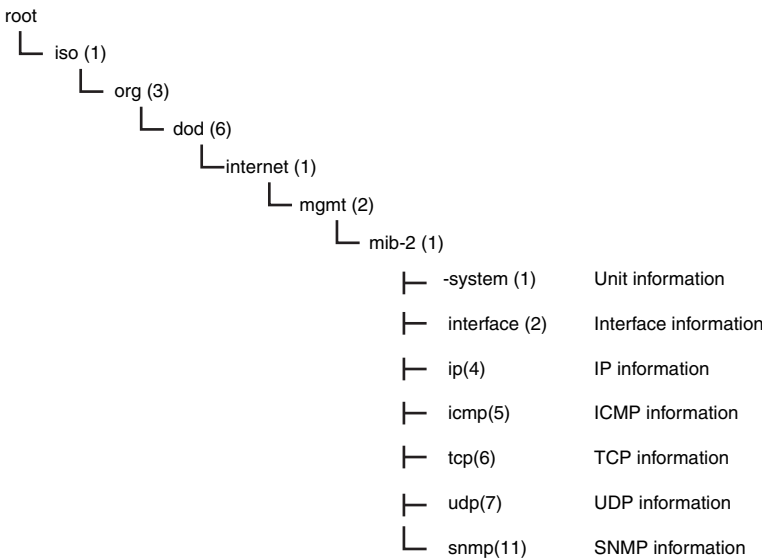 root
iso (1)
org (3)
dod (6)
internet (1)
mgmt (2)
mib-2 (1)
-system (1) Unit information
interface (2) Interface information
ip(4) IP information
icmp(5) ICMP information
tcp(6) TCP information
udp(7) UDP information
snmp(11) SNMP information